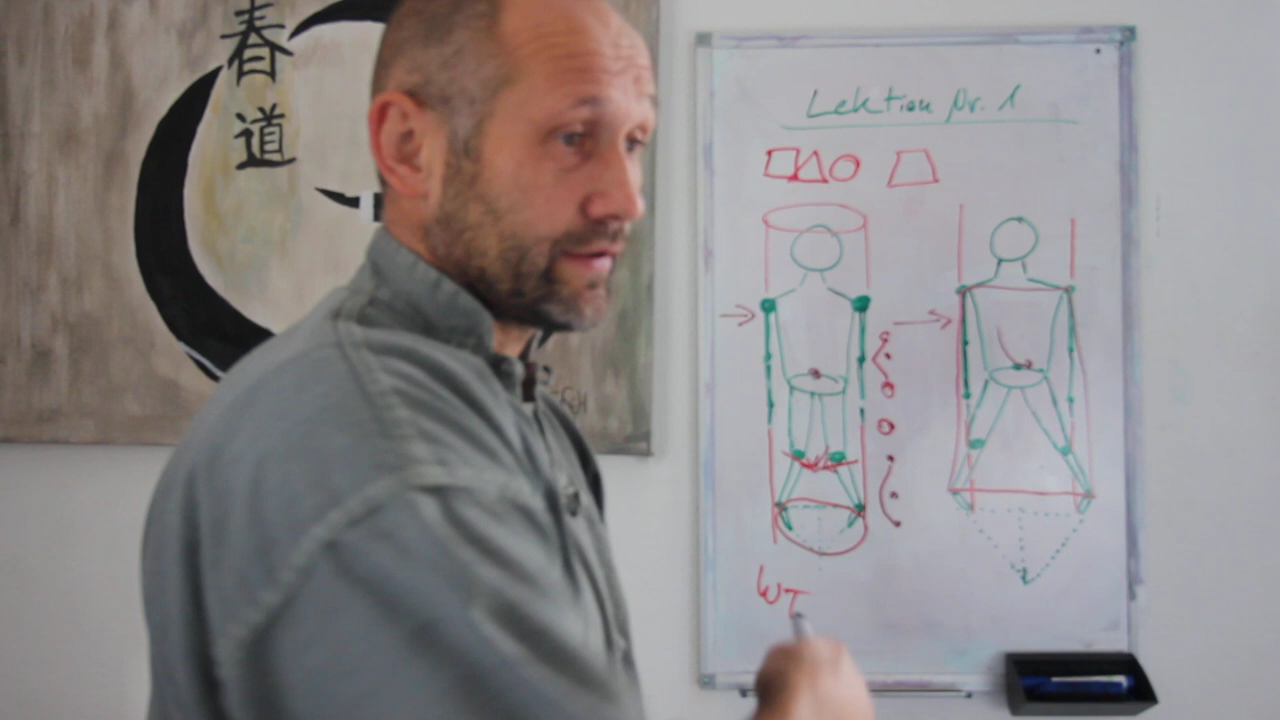 春
道
Lektion Nr. 1
WT